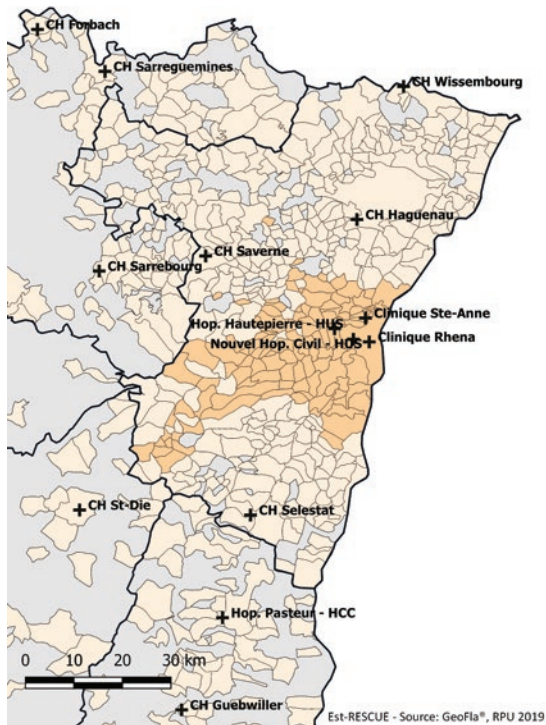 CH Forbach
CH Sarreguemines
CH Wissembourg
CH Haguenau
CH Saverne
CH Sarrebourg
Clinique Ste-Anne
Hop. Hautepierre - HUS
Nouvel Hop. Civil - HUS
Clinique Rhena
CH St-Die
CH Selestat
Hop. Pasteur - HCC
0 10 20 30 km
CH Guebwiller
Est-RESCUE - Source: GeoFla®, RPU 2019